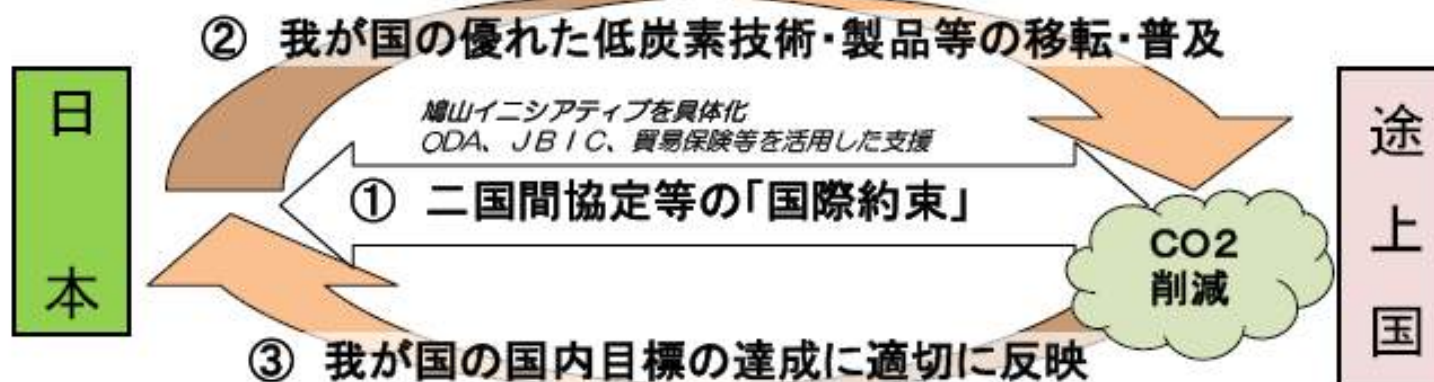 ② 我が国の優れた低炭素技術・製品等の移転・普及
日本
鳩山イニシアティブを具体化
ODA、JBIC、貿易保険等を活用した支援
① 二国間協定等の「国際約束」
CO2
削減
途上国
③ 我が国の国内目標の達成に適切に反映